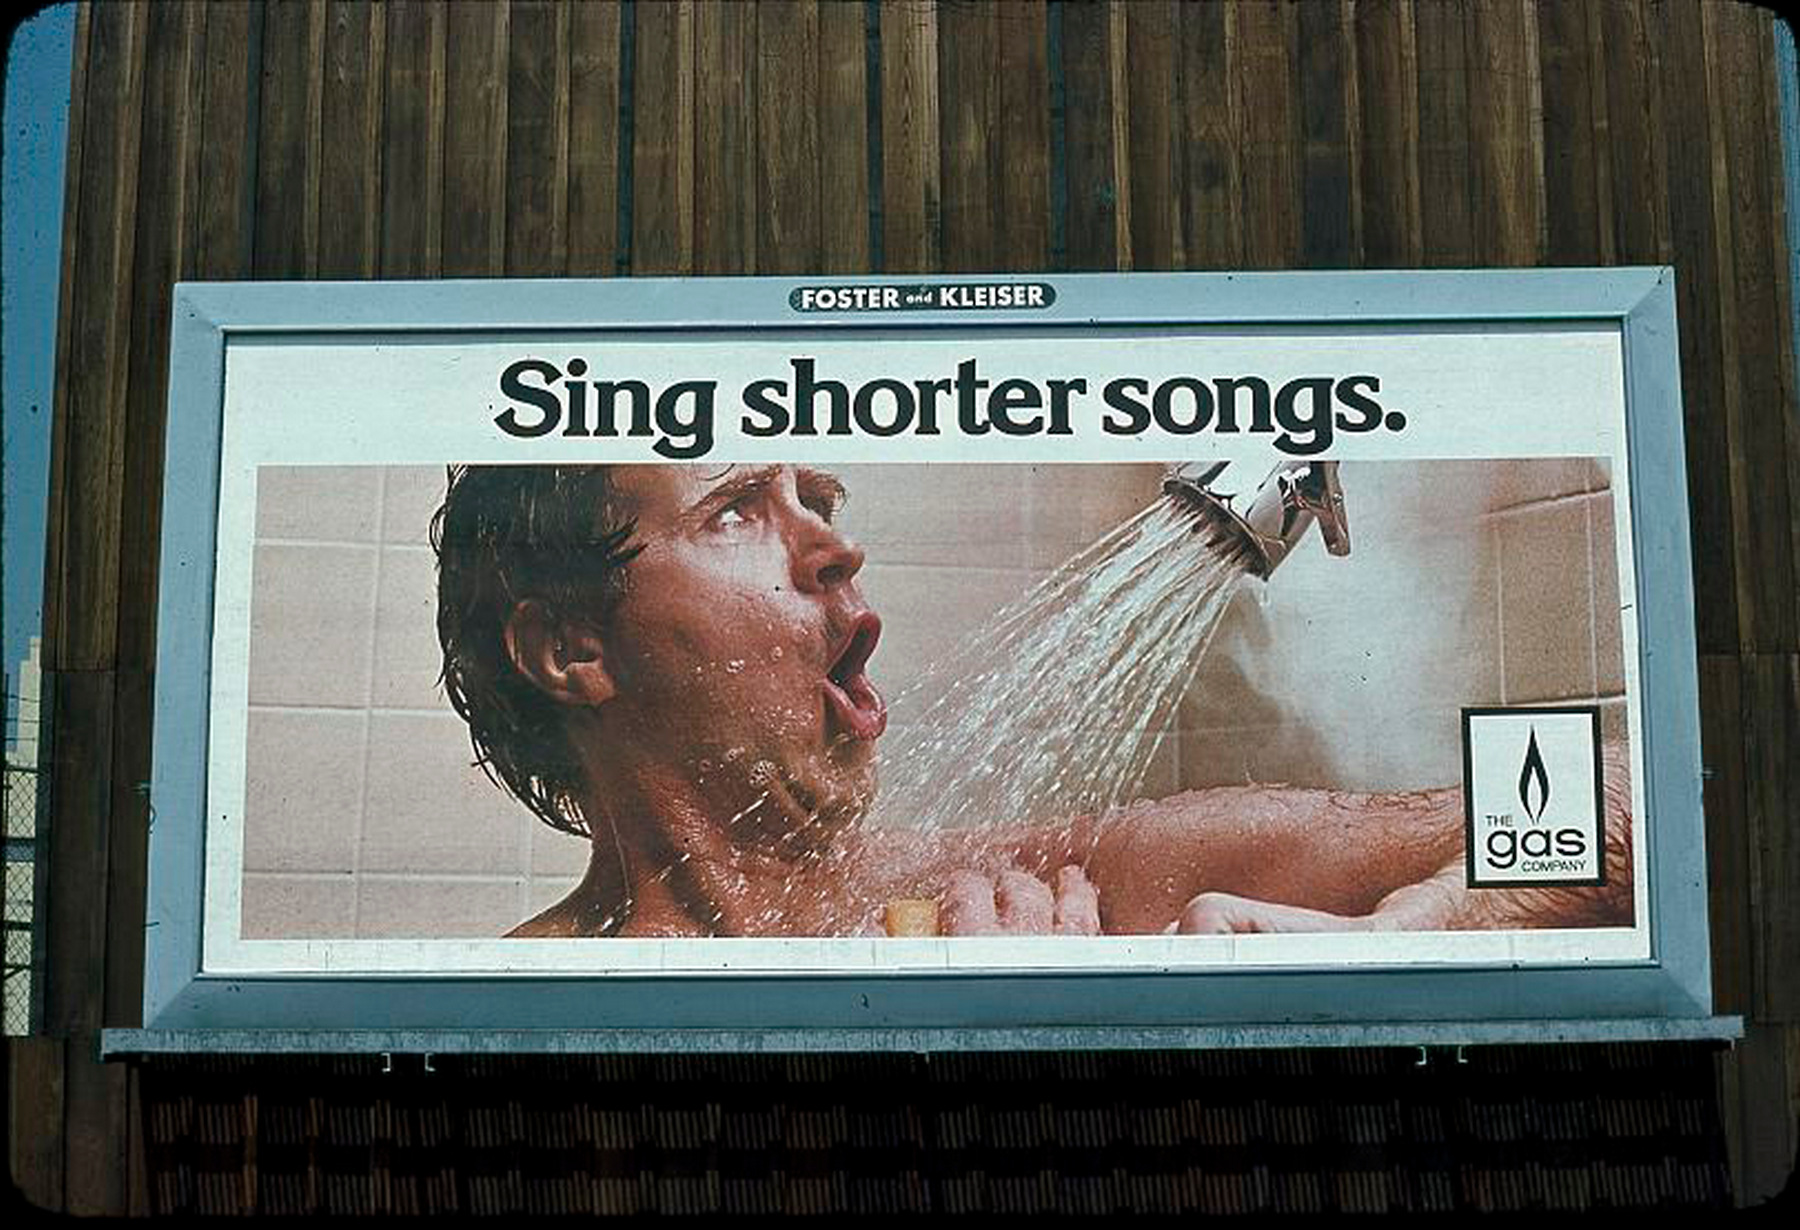 FOSTER and KLEISER
Sing shorter songs.
THE
gas
COMPANY